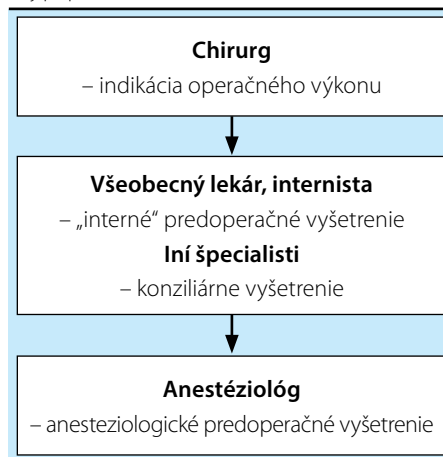 Chirurg
– indikácia operačného výkonu
Všeobecný lekár, internista
– „interné“ predoperačné vyšetrenie
Iní špecialisti
– konziliárne vyšetrenie
Anestéziológ
– anesteziologické predoperačné vyšetrenie